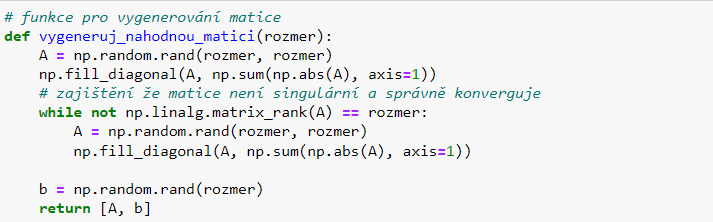 # funkce pro vygenerování matice
def vygeneruj_nahodnou_matici(rozmer):
    A = np.random.rand(rozmer, rozmer)
    np.fill_diagonal(A, np.sum(np.abs(A), axis=1))
    # zajištění že matice není singulární a správně konverguje
    while not np.linalg.matrix_rank(A) == rozmer:
        A = np.random.rand(rozmer, rozmer)
        np.fill_diagonal(A, np.sum(np.abs(A), axis=1))

    b = np.random.rand(rozmer)
    return [A, b]